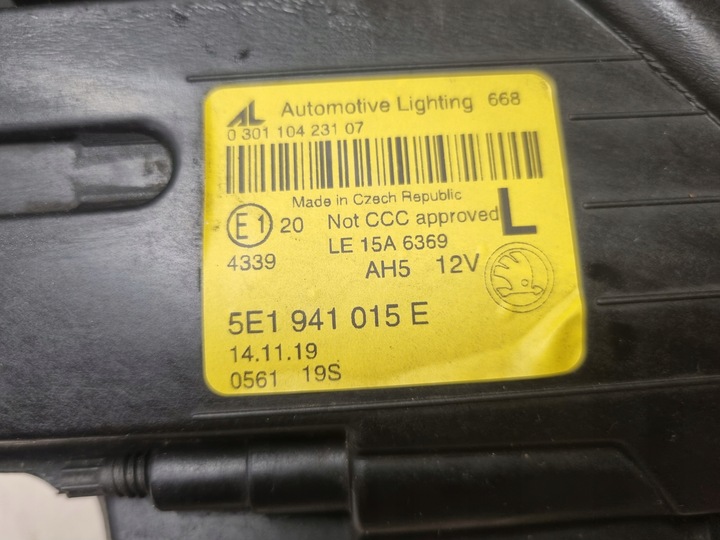 AL Automotive Lighting 668
0 301 104 231 07
Made in Czech Republic
E1 20 Not CCC approved L
LE 15A 6369
4339 AH5 12V
5E1 941 015 E
14.11.19
0561 19S